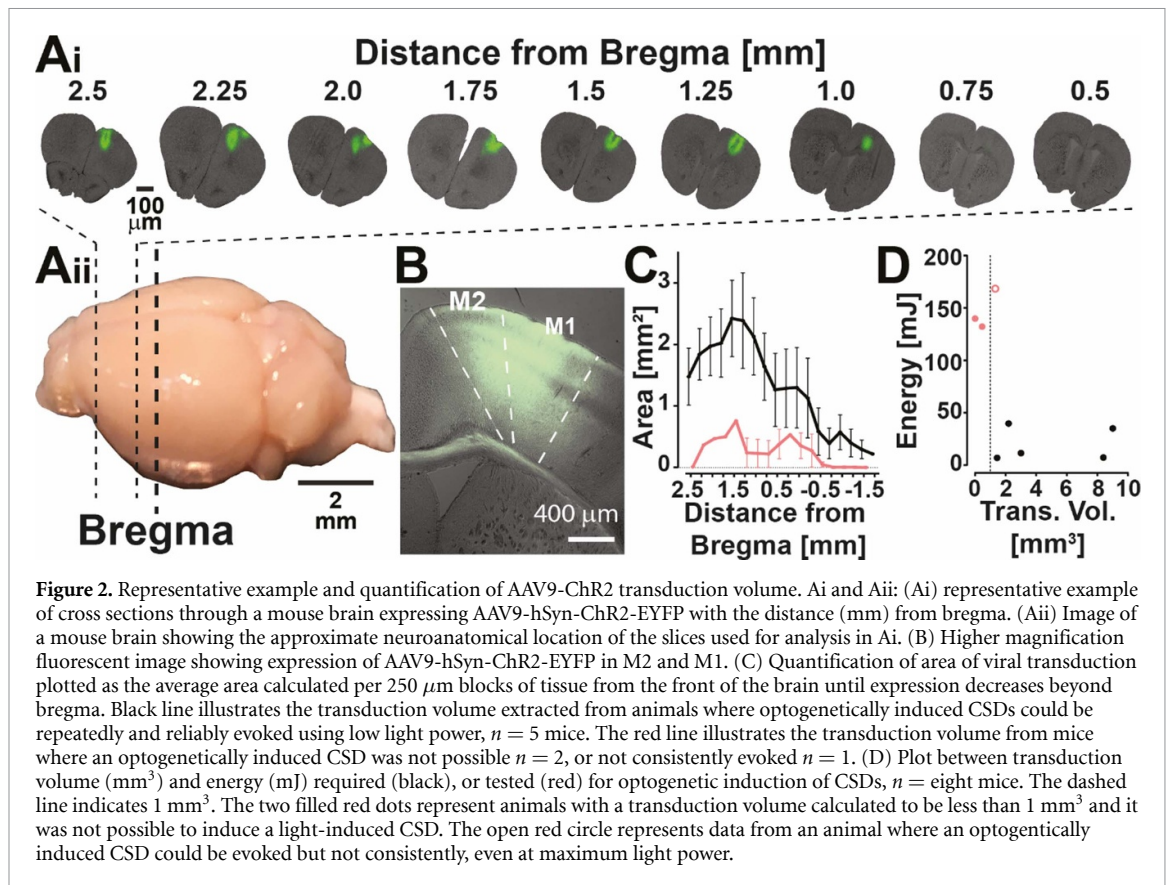 Ai
Distance from Bregma [mm]
2.5 2.25 2.0 1.75 1.5 1.25 1.0 0.75 0.5
100
μm
Aii
2
mm
Bregma
B
M2
M1
400 μm
C
Area [mm²]
3
2
1
0
2.5 1.5 0.5 -0.5 -1.5
Distance from
Bregma [mm]
D
Energy [mJ]
200
150
100
50
0
0 2 4 6 8 10
Trans. Vol.
[mm³]
Figure 2. Representative example and quantification of AAV9-ChR2 transduction volume. Ai and Aii: (Ai) representative example
of cross sections through a mouse brain expressing AAV9-hSyn-ChR2-EYFP with the distance (mm) from bregma. (Aii) Image of
a mouse brain showing the approximate neuroanatomical location of the slices used for analysis in Ai. (B) Higher magnification
fluorescent image showing expression of AAV9-hSyn-ChR2-EYFP in M2 and M1. (C) Quantification of area of viral transduction
plotted as the average area calculated per 250 μm blocks of tissue from the front of the brain until expression decreases beyond
bregma. Black line illustrates the transduction volume extracted from animals where optogenetically induced CSDs could be
repeatedly and reliably evoked using low light power, n = 5 mice. The red line illustrates the transduction volume from mice
where an optogenetically induced CSD was not possible n = 2, or not consistently evoked n = 1. (D) Plot between transduction
volume (mm³) and energy (mJ) required (black), or tested (red) for optogenetic induction of CSDs, n = eight mice. The dashed
line indicates 1 mm³. The two filled red dots represent animals with a transduction volume calculated to be less than 1 mm³ and it
was not possible to induce a light-induced CSD. The open red circle represents data from an animal where an optogentically
induced CSD could be evoked but not consistently, even at maximum light power.